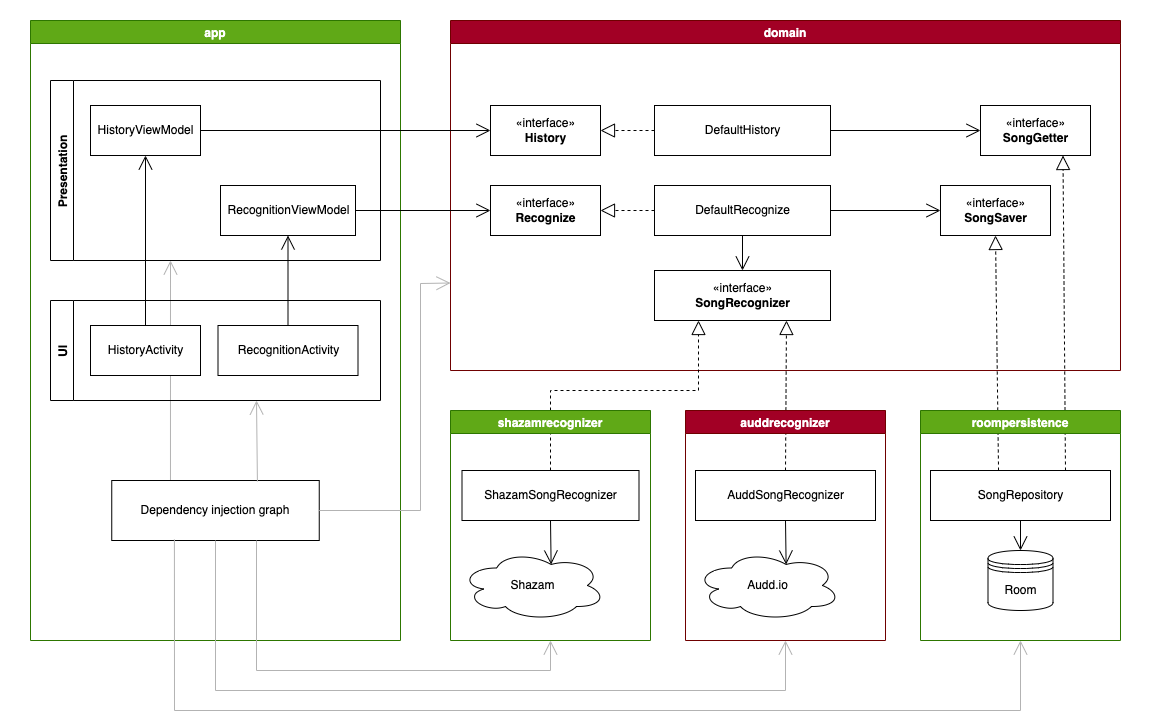 app
domain
Presentation
HistoryViewModel
RecognitionViewModel
«interface»
History
DefaultHistory
«interface»
SongGetter
«interface»
Recognize
DefaultRecognize
«interface»
SongSaver
«interface»
SongRecognizer
UI
HistoryActivity
RecognitionActivity
Dependency injection graph
shazamrecognizer
ShazamSongRecognizer
Shazam
auddrecognizer
AuddSongRecognizer
Audd.io
roompersistence
SongRepository
Room